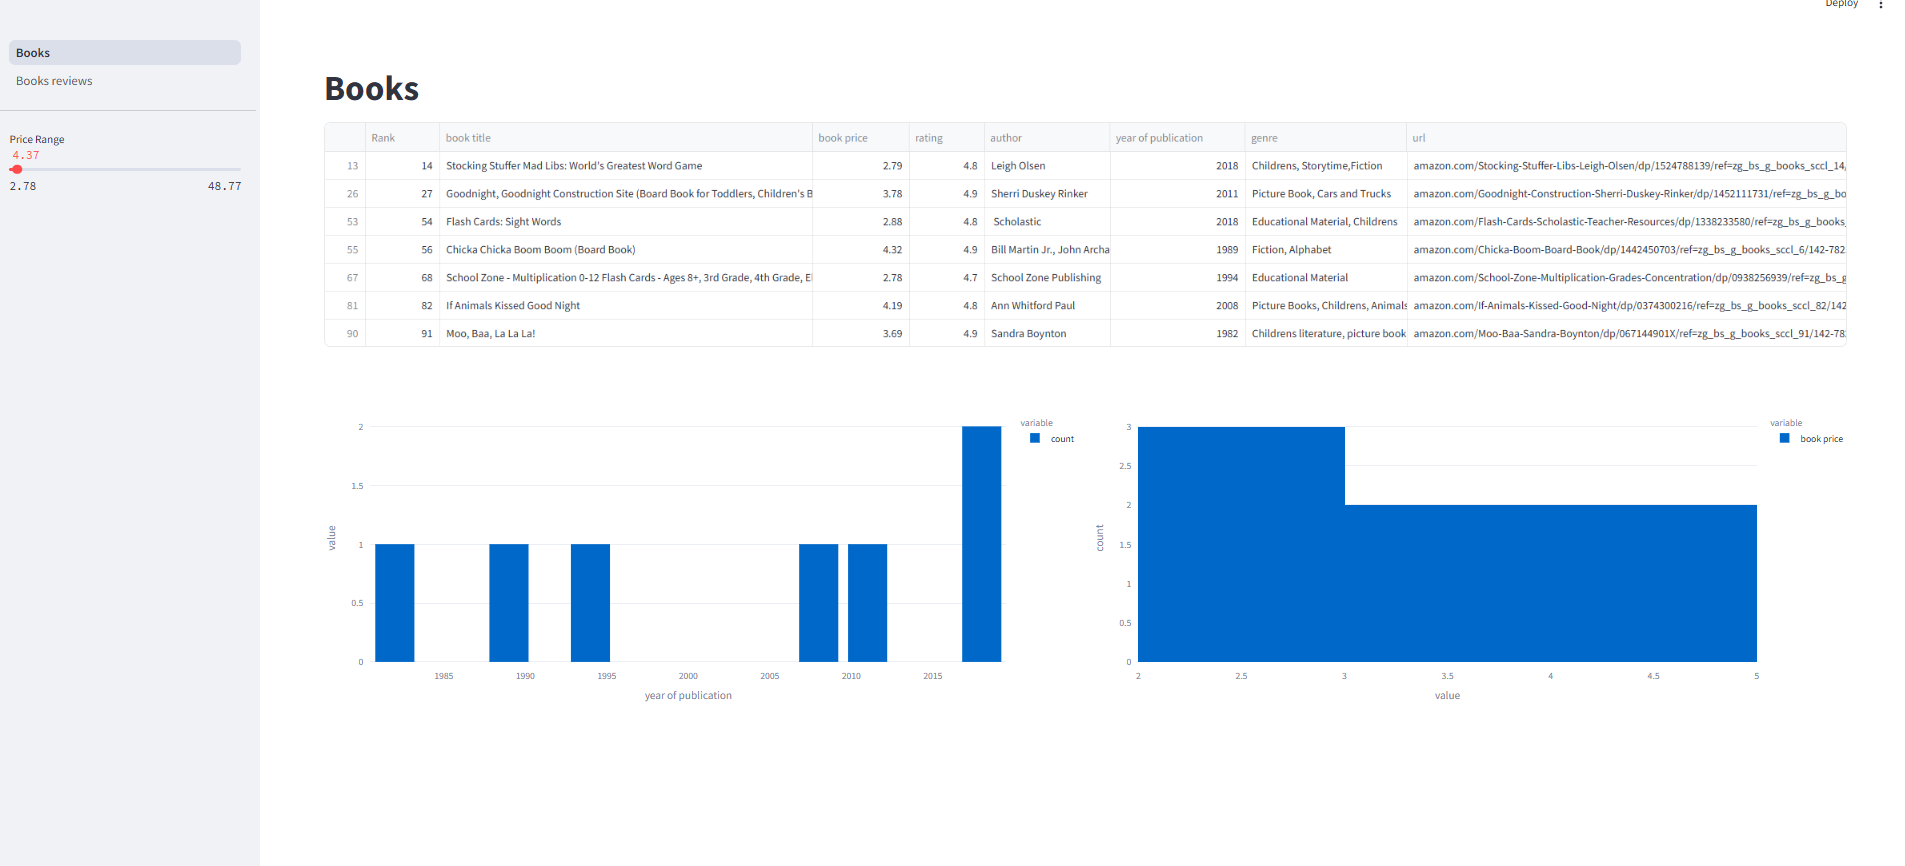 Deploy
Books
Books reviews
Price Range
4.37
2.78 48.77
Books
Rank book title book price rating author year of publication genre url
13 14 Stocking Stuffer Mad Libs: World's Greatest Word Game 2.79 4.8 Leigh Olsen 2018 Childrens, Storytime,Fiction amazon.com/Stocking-Stuffer-Libs-Leigh-Olsen/dp/1524788139/ref=zg_bs_g_books_sccl_14/
26 27 Goodnight, Goodnight Construction Site (Board Book for Toddlers, Children's B 3.78 4.9 Sherri Duskey Rinker 2011 Picture Book, Cars and Trucks amazon.com/Goodnight-Construction-Sherri-Duskey-Rinker/dp/1452111731/ref=zg_bs_g_bo
53 54 Flash Cards: Sight Words 2.88 4.8 Scholastic 2018 Educational Material, Childrens amazon.com/Flash-Cards-Scholastic-Teacher-Resources/dp/1338233580/ref=zg_bs_g_books_
55 56 Chicka Chicka Boom Boom (Board Book) 4.32 4.9 Bill Martin Jr., John Archa 1989 Fiction, Alphabet amazon.com/Chicka-Boom-Board-Book/dp/1442450703/ref=zg_bs_g_books_sccl_6/142-782
67 68 School Zone - Multiplication 0-12 Flash Cards - Ages 8+, 3rd Grade, 4th Grade, El 2.78 4.7 School Zone Publishing 1994 Educational Material amazon.com/School-Zone-Multiplication-Grades-Concentration/dp/0938256939/ref=zg_bs_g
81 82 If Animals Kissed Good Night 4.19 4.8 Ann Whitford Paul 2008 Picture Books, Childrens, Animals amazon.com/If-Animals-Kissed-Good-Night/dp/0374300216/ref=zg_bs_g_books_sccl_82/142
90 91 Moo, Baa, La La La! 3.69 4.9 Sandra Boynton 1982 Childrens literature, picture book amazon.com/Moo-Baa-Sandra-Boynton/dp/067144901X/ref=zg_bs_g_books_sccl_91/142-78
variable
count
2
1.5
1
0.5
0
value
1985 1990 1995 2000 2005 2010 2015
year of publication
variable
book price
3
2.5
2
1.5
1
0.5
0
count
2 2.5 3 3.5 4 4.5 5
value